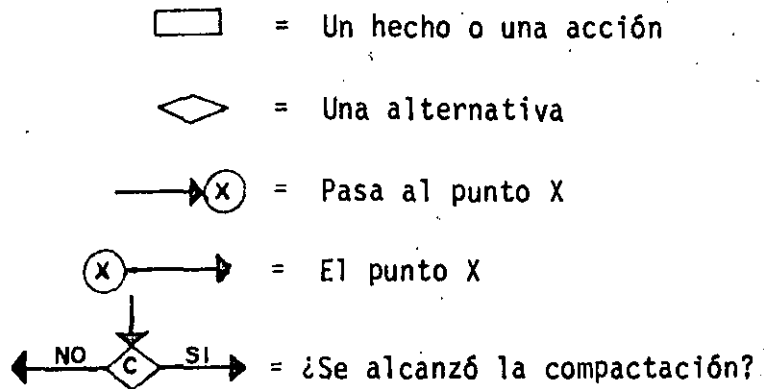 = Un hecho o una acción
= Una alternativa
X = Pasa al punto X
X = El punto X
NO C SI = ¿Se alcanzó la compactación?